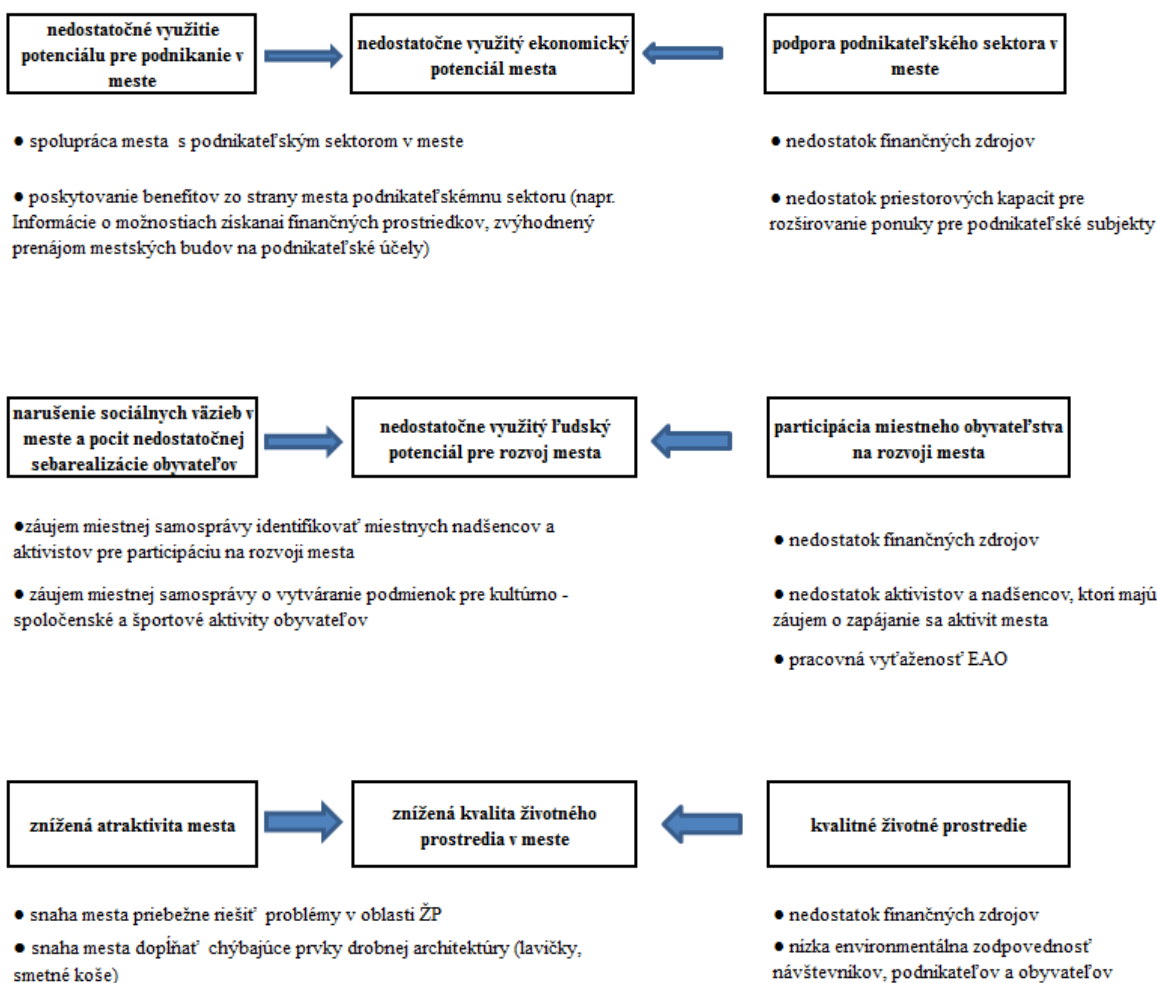 nedostatočné využitie
potenciálu pre podnikanie v
meste
nedostatočne využitý ekonomický
potenciál mesta
podpora podnikateľského sektora v
meste
● spolupráca mesta s podnikateľským sektorom v meste
● poskytovanie benefitov zo strany mesta podnikateľskémnu sektoru (napr.
Informácie o možnostiach získanai finančných prostriedkov, zvýhodnený
prenájom mestských budov na podnikateľské účely)
● nedostatok finančných zdrojov
● nedostatok priestorových kapacít pre
rozširovanie ponuky pre podnikateľské subjekty
narušenie sociálnych väzieb v
meste a pocit nedostatočnej
sebarealizácie obyvateľov
nedostatočne využitý ľudský
potenciál pre rozvoj mesta
participácia miestneho obyvateľstva
na rozvoji mesta
●záujem miestnej samosprávy identifikovať miestnych nadšencov a
aktivistov pre participáciu na rozvoji mesta
● záujem miestnej samosprávy o vytváranie podmienok pre kultúrno -
spoločenské a športové aktivity obyvateľov
● nedostatok finančných zdrojov
● nedostatok aktivistov a nadšencov, ktorí majú
záujem o zapájanie sa aktivít mesta
● pracovná vyťaženosť EAO
znížená atraktivita mesta
znížená kvalita životného
prostredia v meste
kvalitné životné prostredie
● snaha mesta priebežne riešiť problémy v oblasti ŽP
● snaha mesta dopĺňať chýbajúce prvky drobnej architektúry (lavičky,
smetné koše)
● nedostatok finančných zdrojov
● nízka environmentálna zodpovednosť
návštevníkov, podnikateľov a obyvateľov